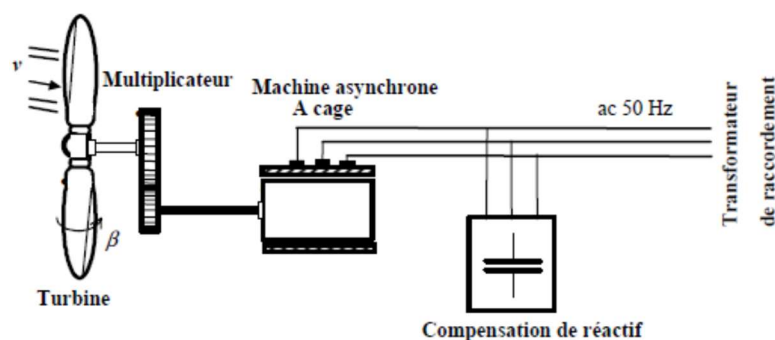 v
Multiplicateur
Machine asynchrone
A cage
ac 50 Hz
Transformateur
de raccordement
β
Turbine
Compensation de réactif